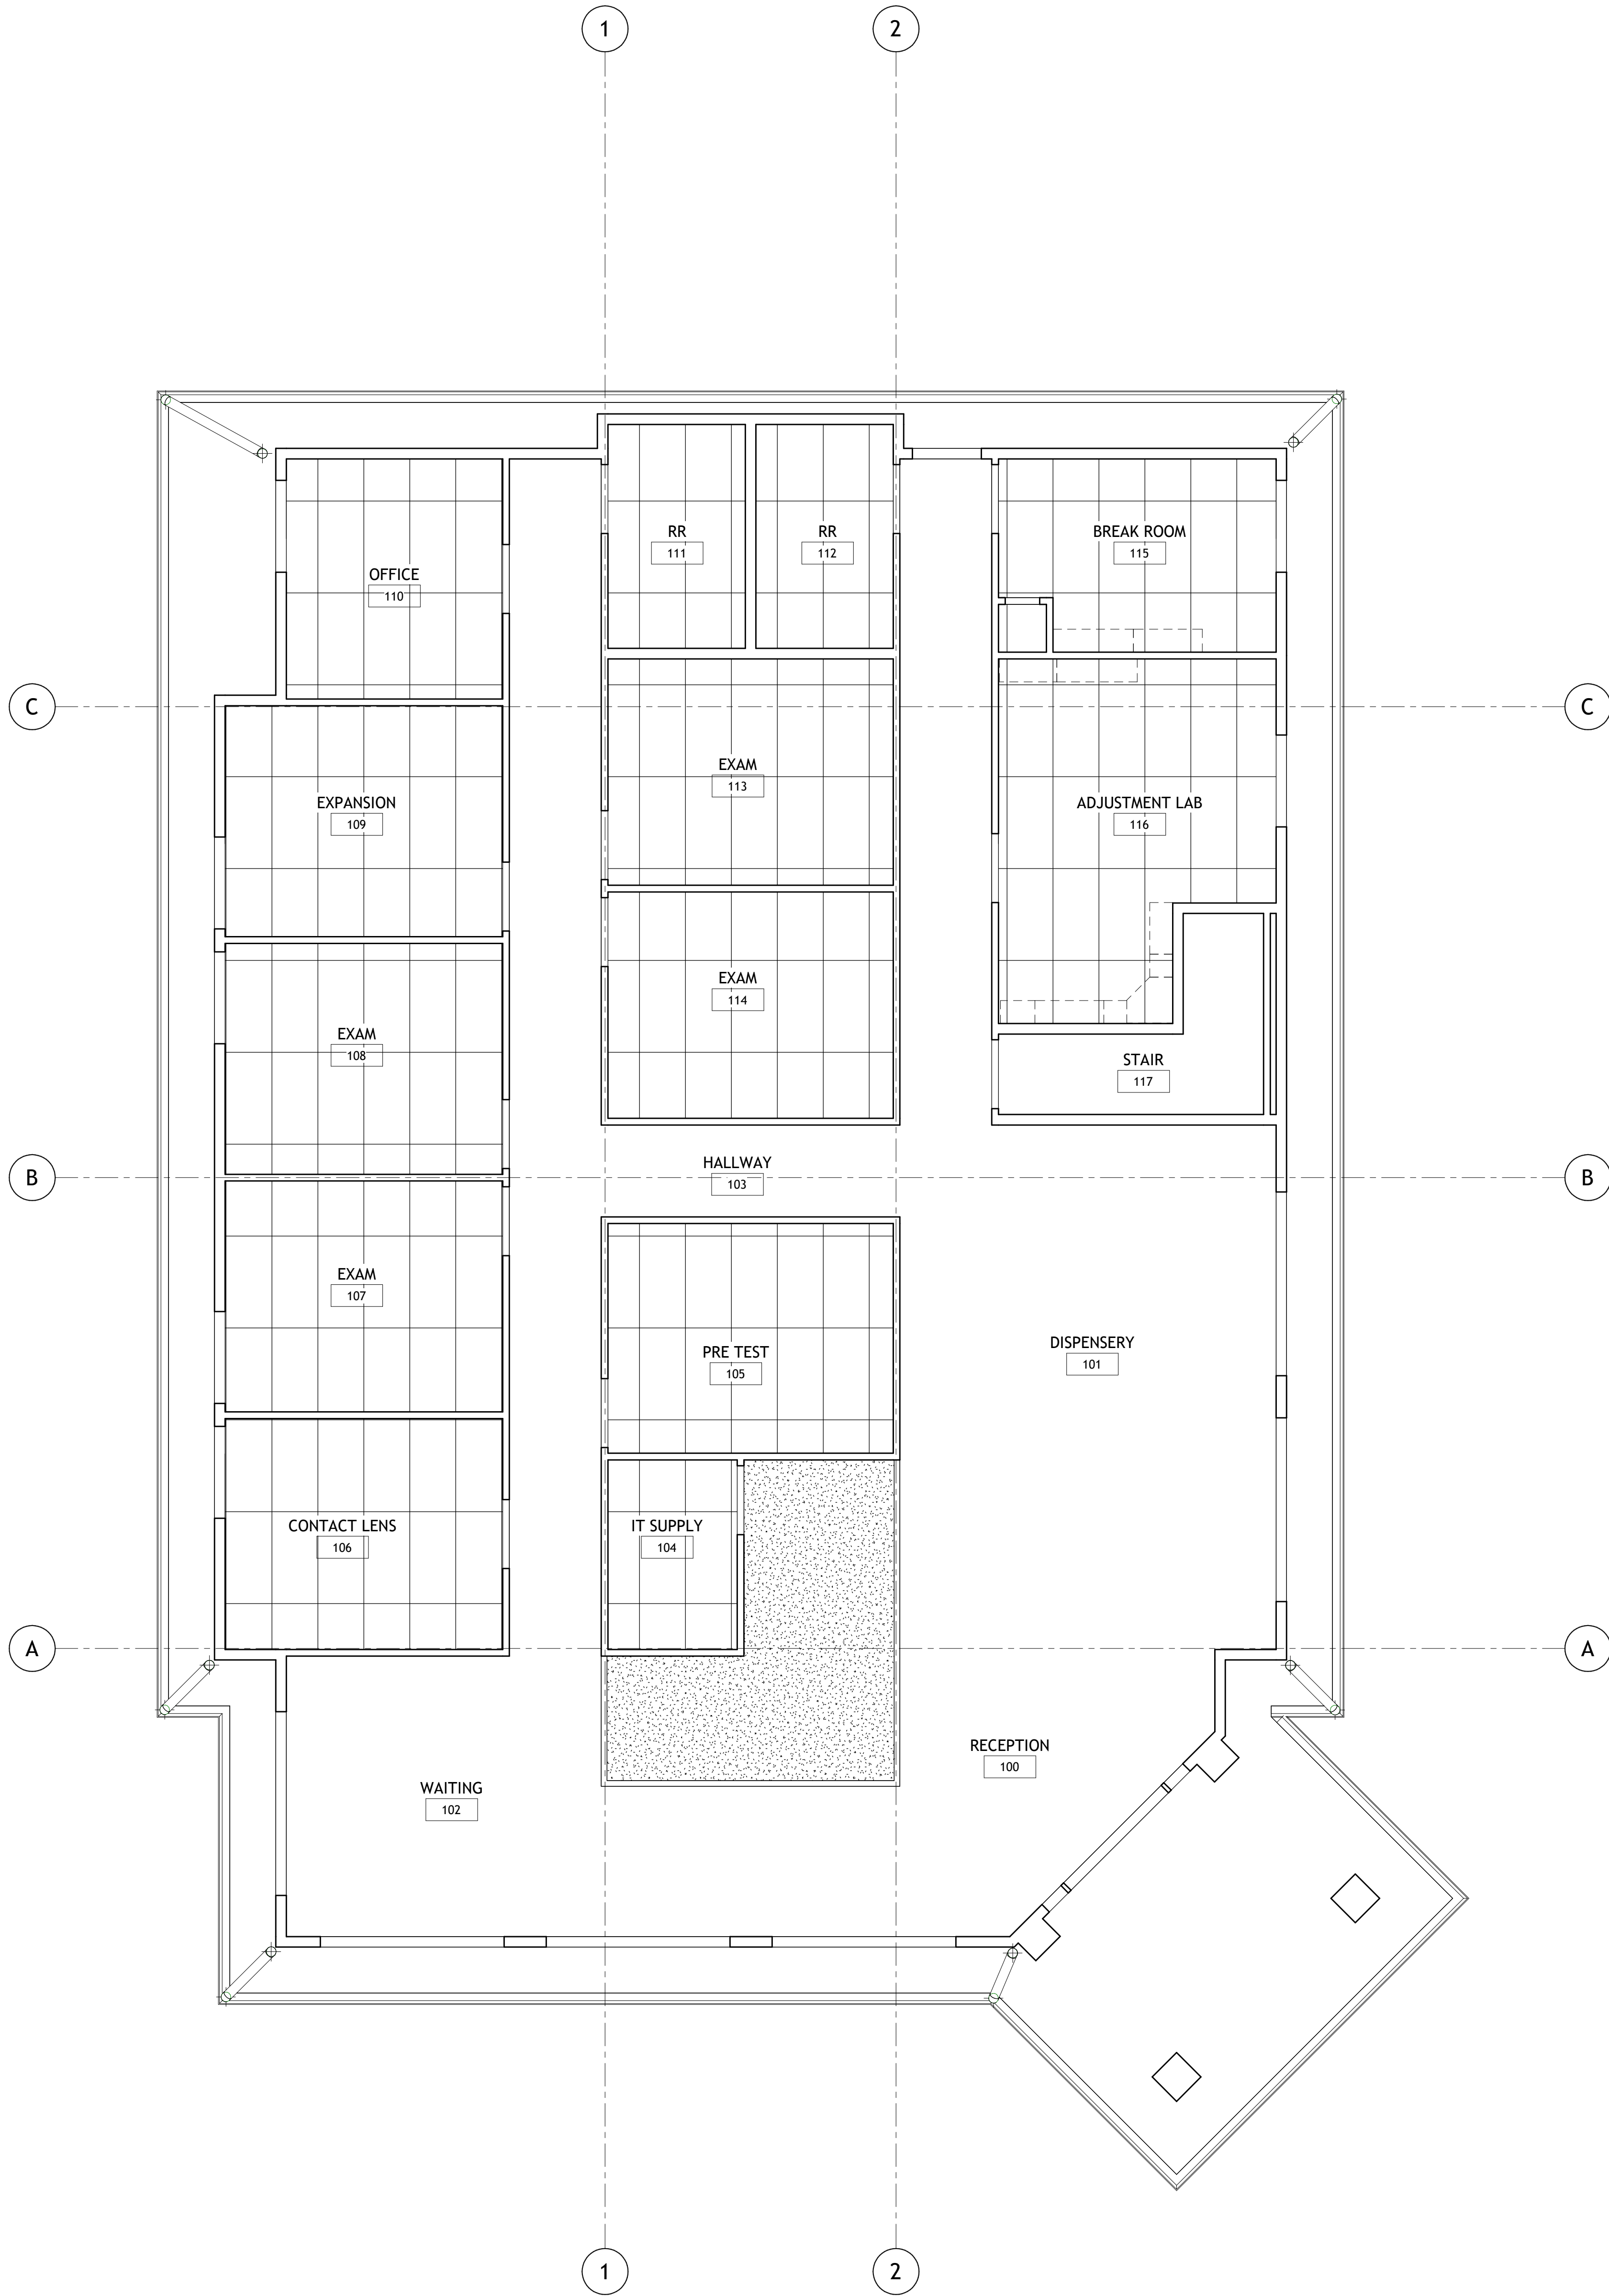 1
2
RR
111
RR
112
BREAK ROOM
115
OFFICE
110
C
C
EXAM
113
EXPANSION
109
ADJUSTMENT LAB
116
EXAM
114
EXAM
108
STAIR
117
HALLWAY
103
B
B
EXAM
107
DISPENSERY
101
PRE TEST
105
CONTACT LENS
106
IT SUPPLY
104
A
A
RECEPTION
100
WAITING
102
1
2